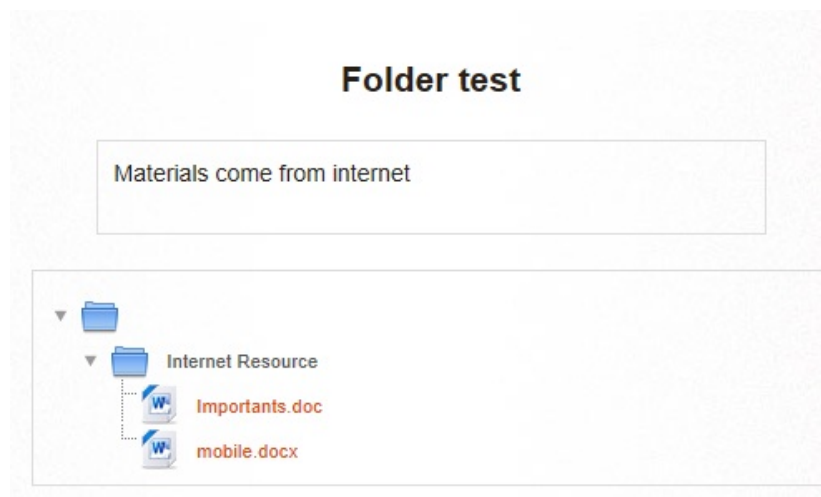 Folder test
Materials come from internet
Internet Resource
Importants.doc
mobile.docx